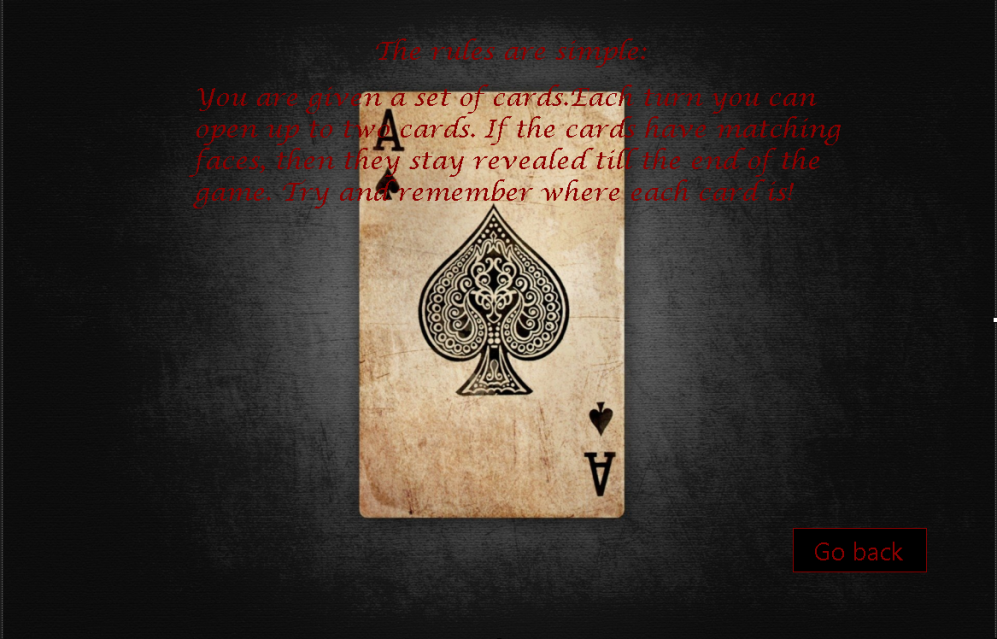 The rules are simple:
You are given a set of cards.Each turn you can
open up to two cards. If the cards have matching
faces, then they stay revealed till the end of the
game. Try and remember where each card is!
A
A
Go back